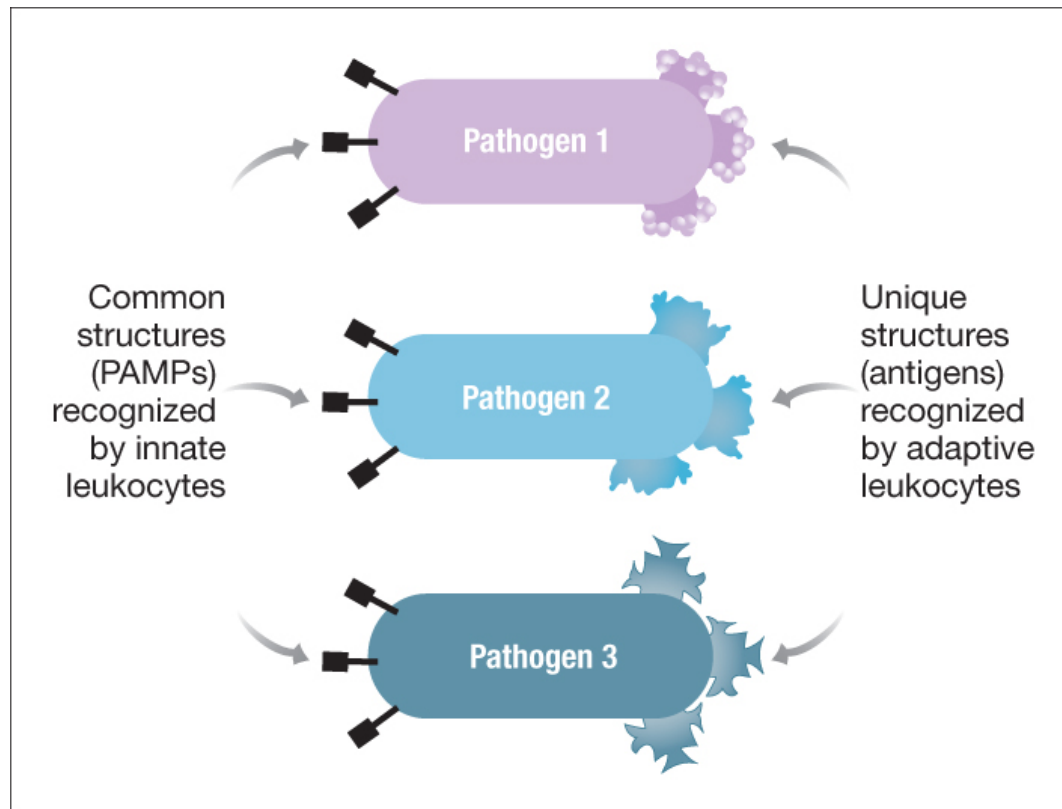 Pathogen 1
Common
structures
(PAMPs)
recognized
by innate
leukocytes
Pathogen 2
Unique
structures
(antigens)
recognized
by adaptive
leukocytes
Pathogen 3